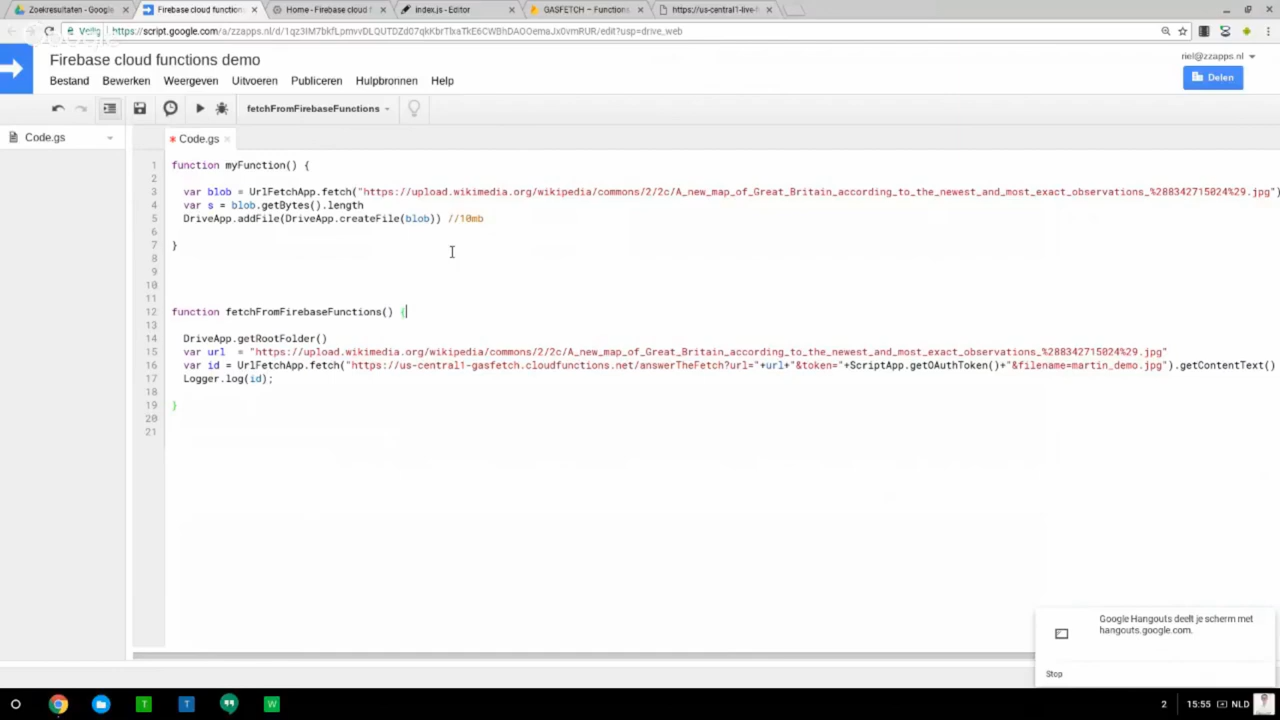 Zoekresultaten - Google
Firebase cloud functions
Home - Firebase cloud f
index.js - Editor
GASFETCH – Functions
https://us-central1-live-
Veilig
https://script.google.com/a/zzapps.nl/d/1qz3IM7bkfLpmvvDLQUTDZd07qkKbrTlxaTkE6CWBhDAOOemaJx0vmRUR/edit?usp=drive_web
Firebase cloud functions demo
riel@zzapps.nl
Bestand Bewerken Weergeven Uitvoeren Publiceren Hulpbronnen Help
Delen
fetchFromFirebaseFunctions
Code.gs
* Code.gs
1 function myFunction() {
2
3 var blob = UrlFetchApp.fetch("https://upload.wikimedia.org/wikipedia/commons/2/2c/A_new_map_of_Great_Britain_according_to_the_newest_and_most_exact_observations_%288342715024%29.jpg")
4 var s = blob.getBytes().length
5 DriveApp.addFile(DriveApp.createFile(blob)) //10mb
6
7 }
8
9
10
11
12 function fetchFromFirebaseFunctions() {
13
14 DriveApp.getRootFolder()
15 var url = "https://upload.wikimedia.org/wikipedia/commons/2/2c/A_new_map_of_Great_Britain_according_to_the_newest_and_most_exact_observations_%288342715024%29.jpg"
16 var id = UrlFetchApp.fetch("https://us-central1-gasfetch.cloudfunctions.net/answerTheFetch?url="+url+"&token="+ScriptApp.getOAuthToken()+"&filename=martin_demo.jpg").getContentText()
17 Logger.log(id);
18
19 }
20
21
Google Hangouts deelt je scherm met
hangouts.google.com.
Stop
T
T
W
2
15:55
NLD